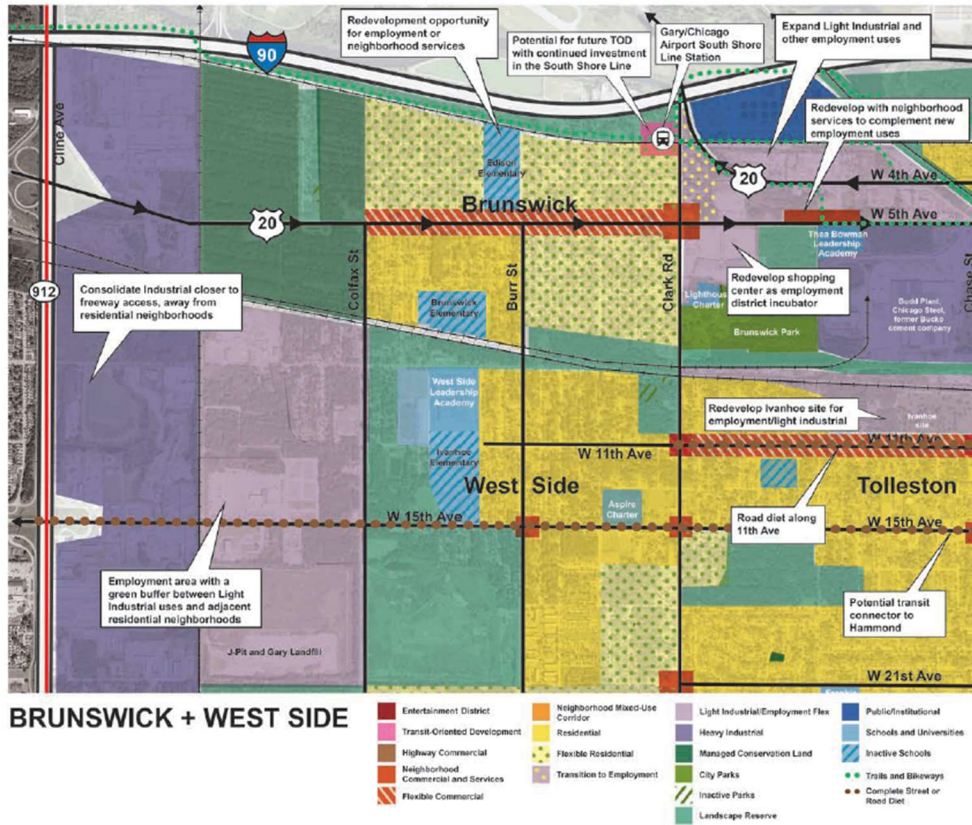 Redevelopment opportunity
for employment or
neighborhood services
Potential for future TOD
with continued investment
in the South Shore Line
Gary/Chicago
Airport South Shore
Line Station
Expand Light Industrial and
other employment uses
90
Cline Ave
Redevelop with neighborhood
services to complement new
employment uses
Edison
Elementary
20
W 4th Ave
Brunswick
20
W 5th Ave
Thea Bowman
Leadership
Academy
912
Consolidate Industrial closer to
freeway access, away from
residential neighborhoods
Colfax St
Burr St
Clark Rd
Chase St
Redevelop shopping
center as employment
district incubator
Brunswick
Elementary
Lighthouse
Charter
Brunswick Park
Budd Plant,
Chicago Steel,
former Bucko
cement company
West Side
Leadership
Academy
Redevelop Ivanhoe site for
employment/light industrial
Ivanhoe
site
W 11th Ave
W 11th Ave
Ivanhoe
Elementary
West Side
Tolleston
Aspire
Charter
Road diet along
11th Ave
W 15th Ave
W 15th Ave
Employment area with a
green buffer between Light
Industrial uses and adjacent
residential neighborhoods
Potential transit
connector to
Hammond
J-Pit and Gary Landfill
W 21st Ave
BRUNSWICK + WEST SIDE
Entertainment District
Transit-Oriented Development
Highway Commercial
Neighborhood
Commercial and Services
Flexible Commercial
Neighborhood Mixed-Use
Corridor
Residential
Flexible Residential
Transition to Employment
Light Industrial/Employment Flex
Heavy Industrial
Managed Conservation Land
City Parks
Inactive Parks
Landscape Reserve
Public/Institutional
Schools and Universities
Inactive Schools
Trails and Bikeways
Complete Street or
Road Diet